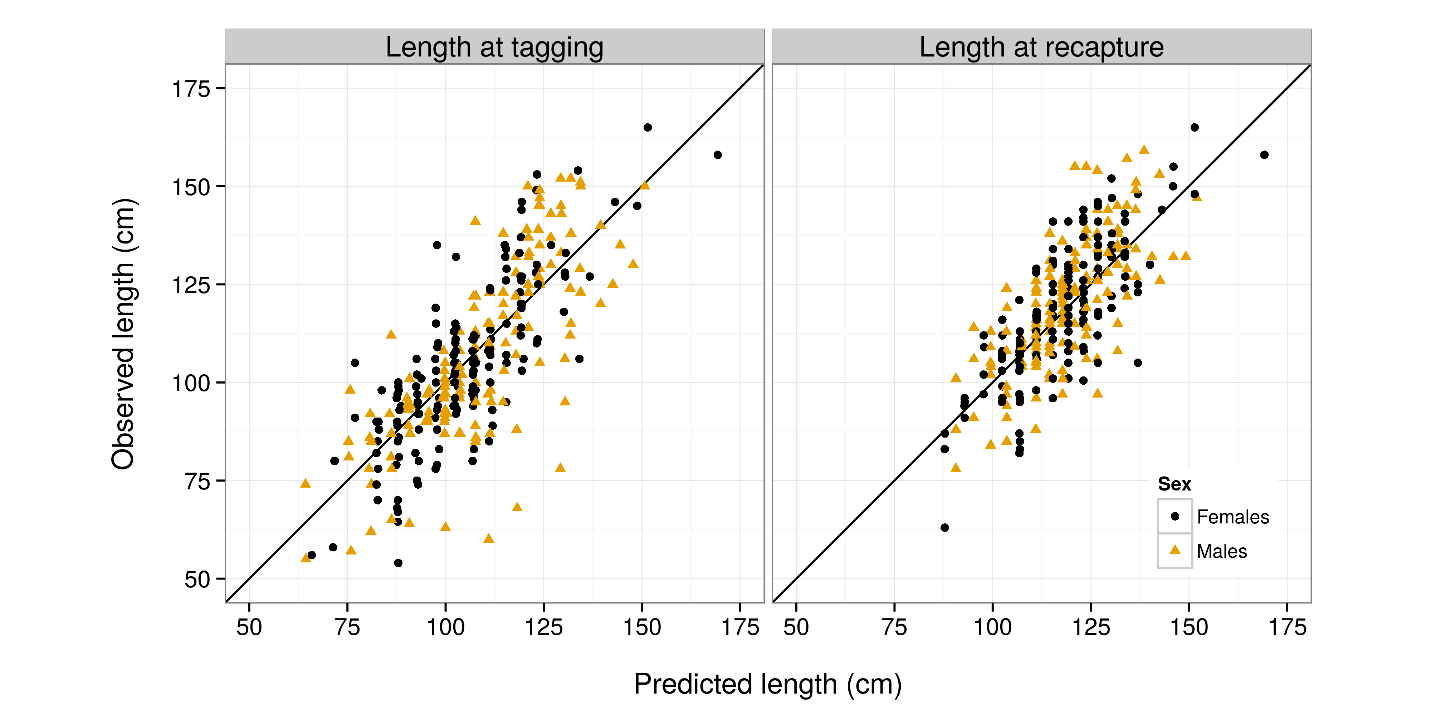 Length at tagging
Length at recapture
175
150
125
100
75
50
Observed length (cm)
50 75 100 125 150 175
50 75 100 125 150 175
Predicted length (cm)
Sex
Females
Males